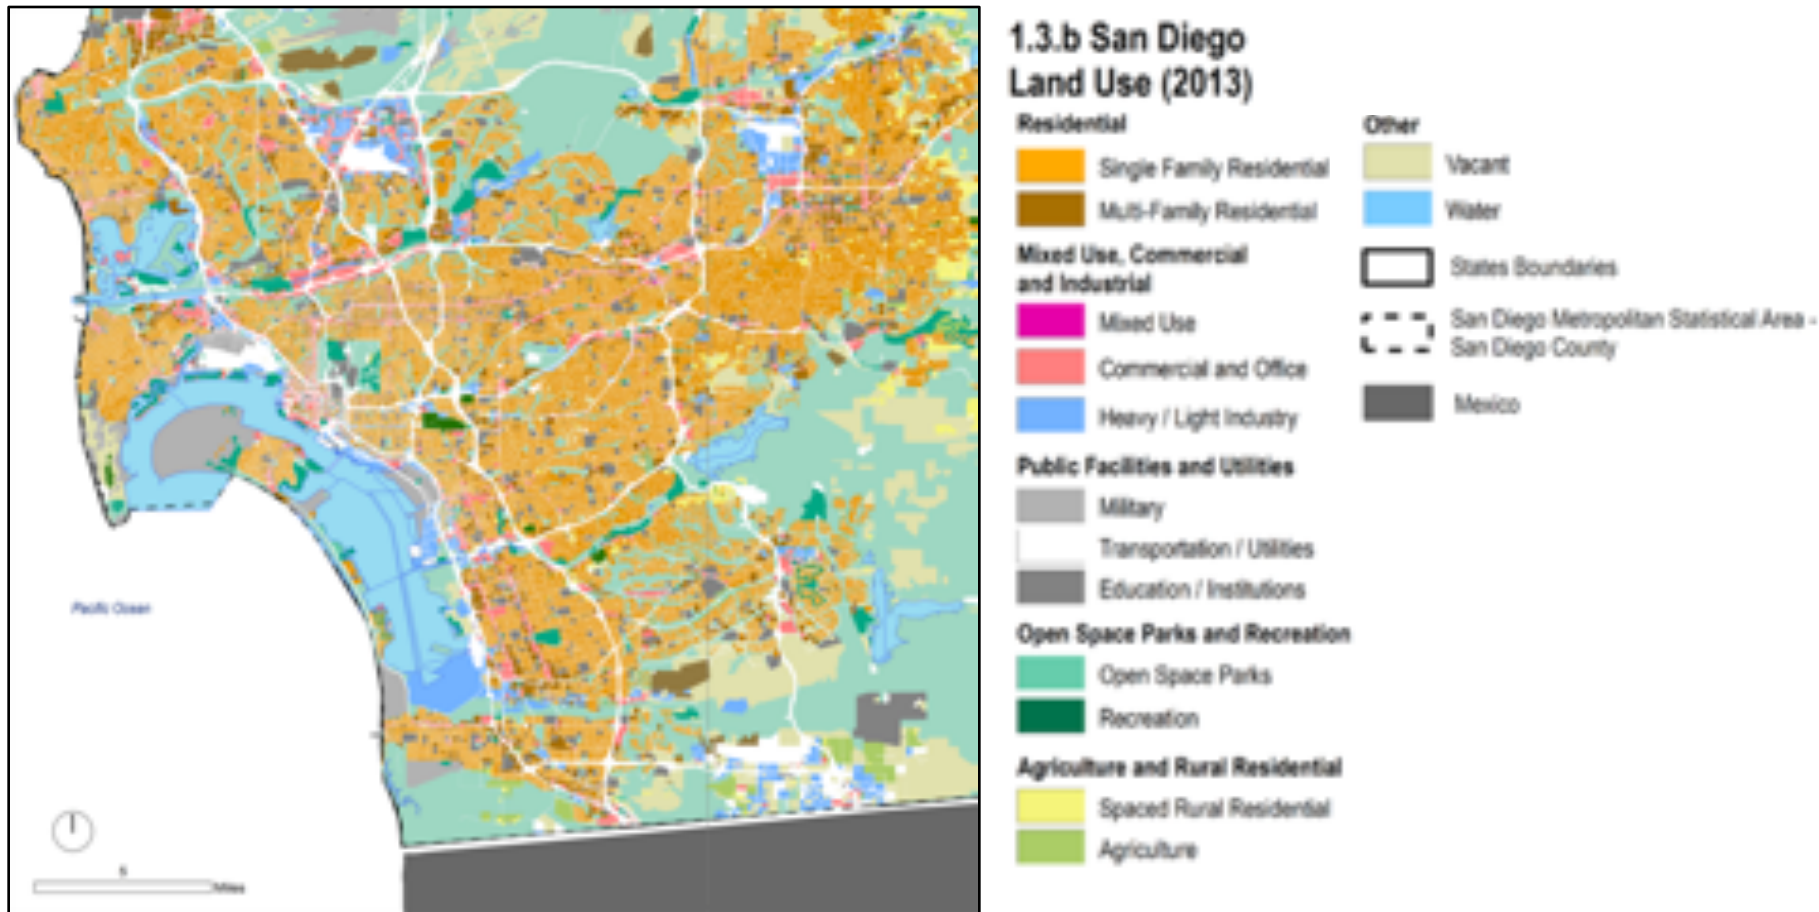 1.3.b San Diego
Land Use (2013)
Residential
Single Family Residential
Multi-Family Residential
Mixed Use, Commercial
and Industrial
Mixed Use
Commercial and Office
Heavy / Light Industry
Public Facilities and Utilities
Military
Transportation / Utilities
Education / Institutions
Open Space Parks and Recreation
Open Space Parks
Recreation
Agriculture and Rural Residential
Spaced Rural Residential
Agriculture
Other
Vacant
Water
States Boundaries
San Diego Metropolitan Statistical Area -
San Diego County
Mexico
Pacific Ocean
5
Miles